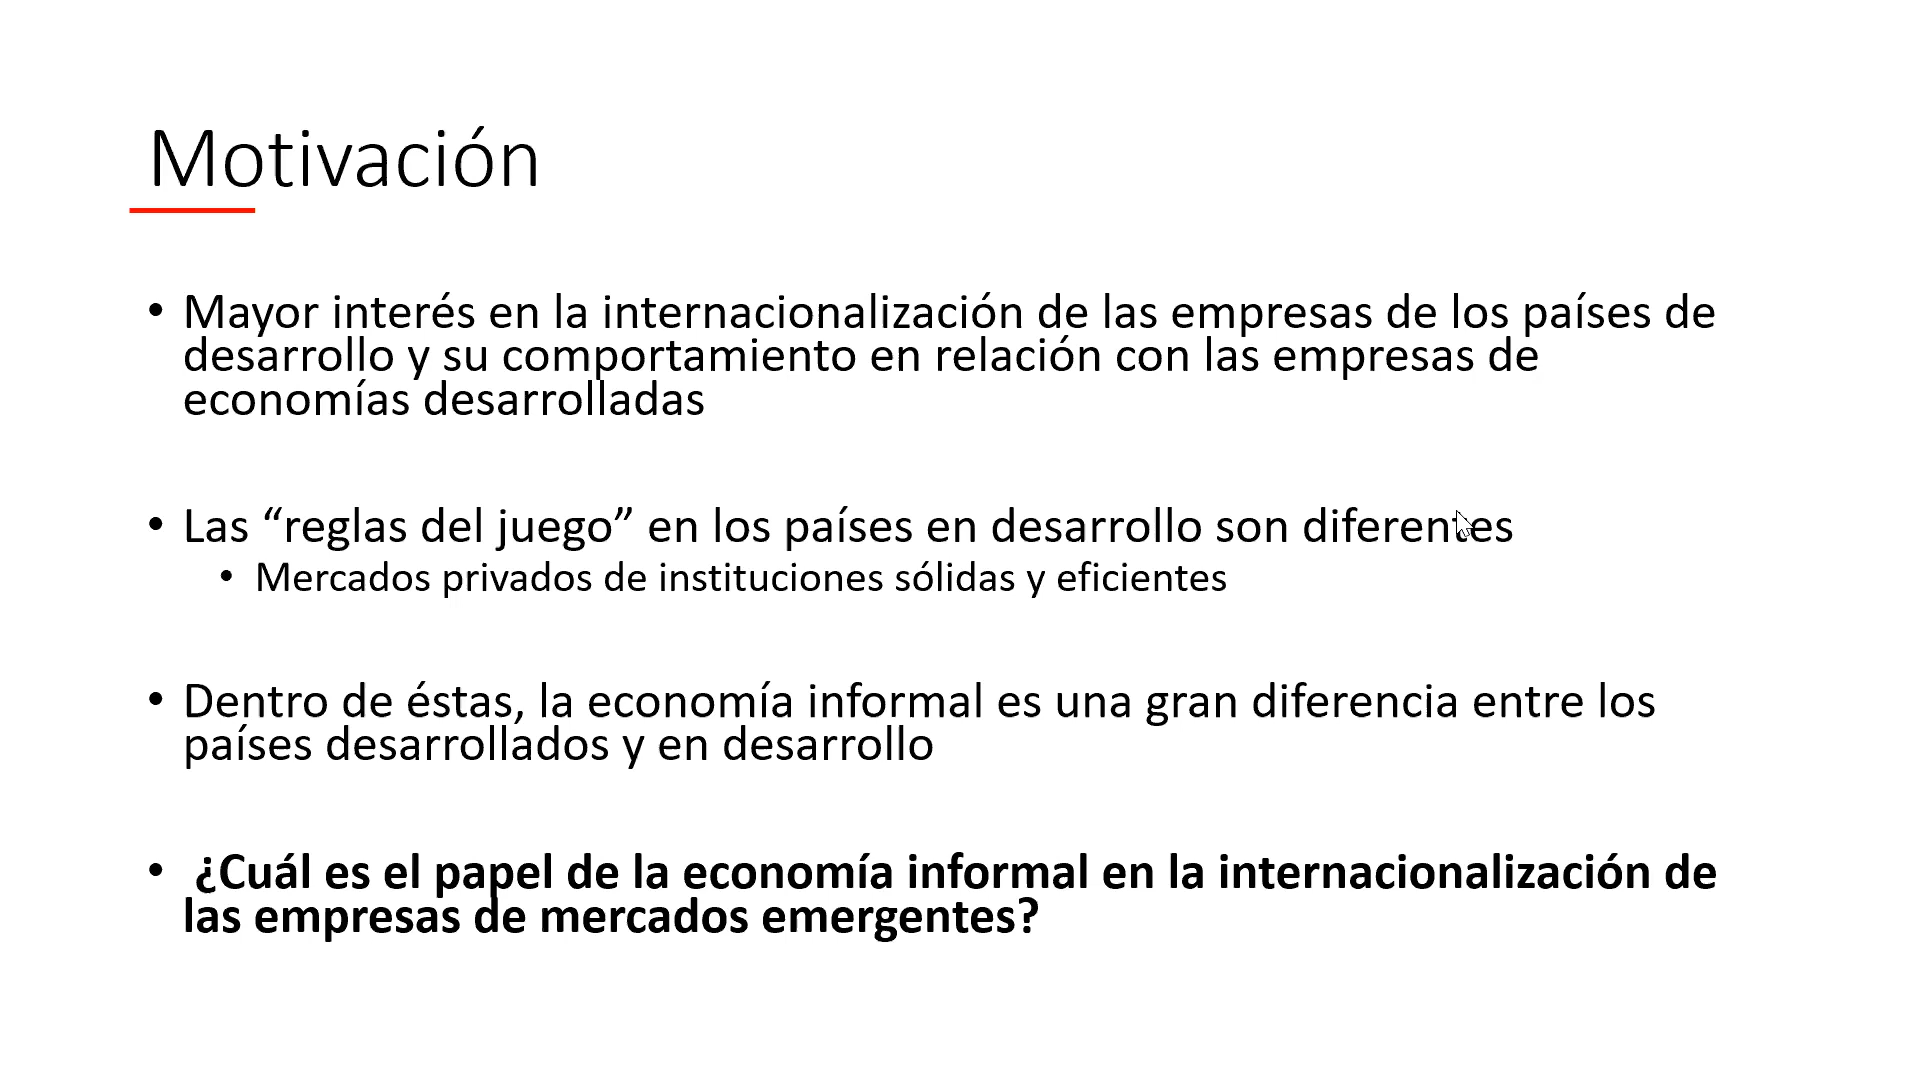 Motivación
• Mayor interés en la internacionalización de las empresas de los países de
desarrollo y su comportamiento en relación con las empresas de
economías desarrolladas
• Las “reglas del juego” en los países en desarrollo son diferentes
• Mercados privados de instituciones sólidas y eficientes
• Dentro de éstas, la economía informal es una gran diferencia entre los
países desarrollados y en desarrollo
• ¿Cuál es el papel de la economía informal en la internacionalización de
las empresas de mercados emergentes?